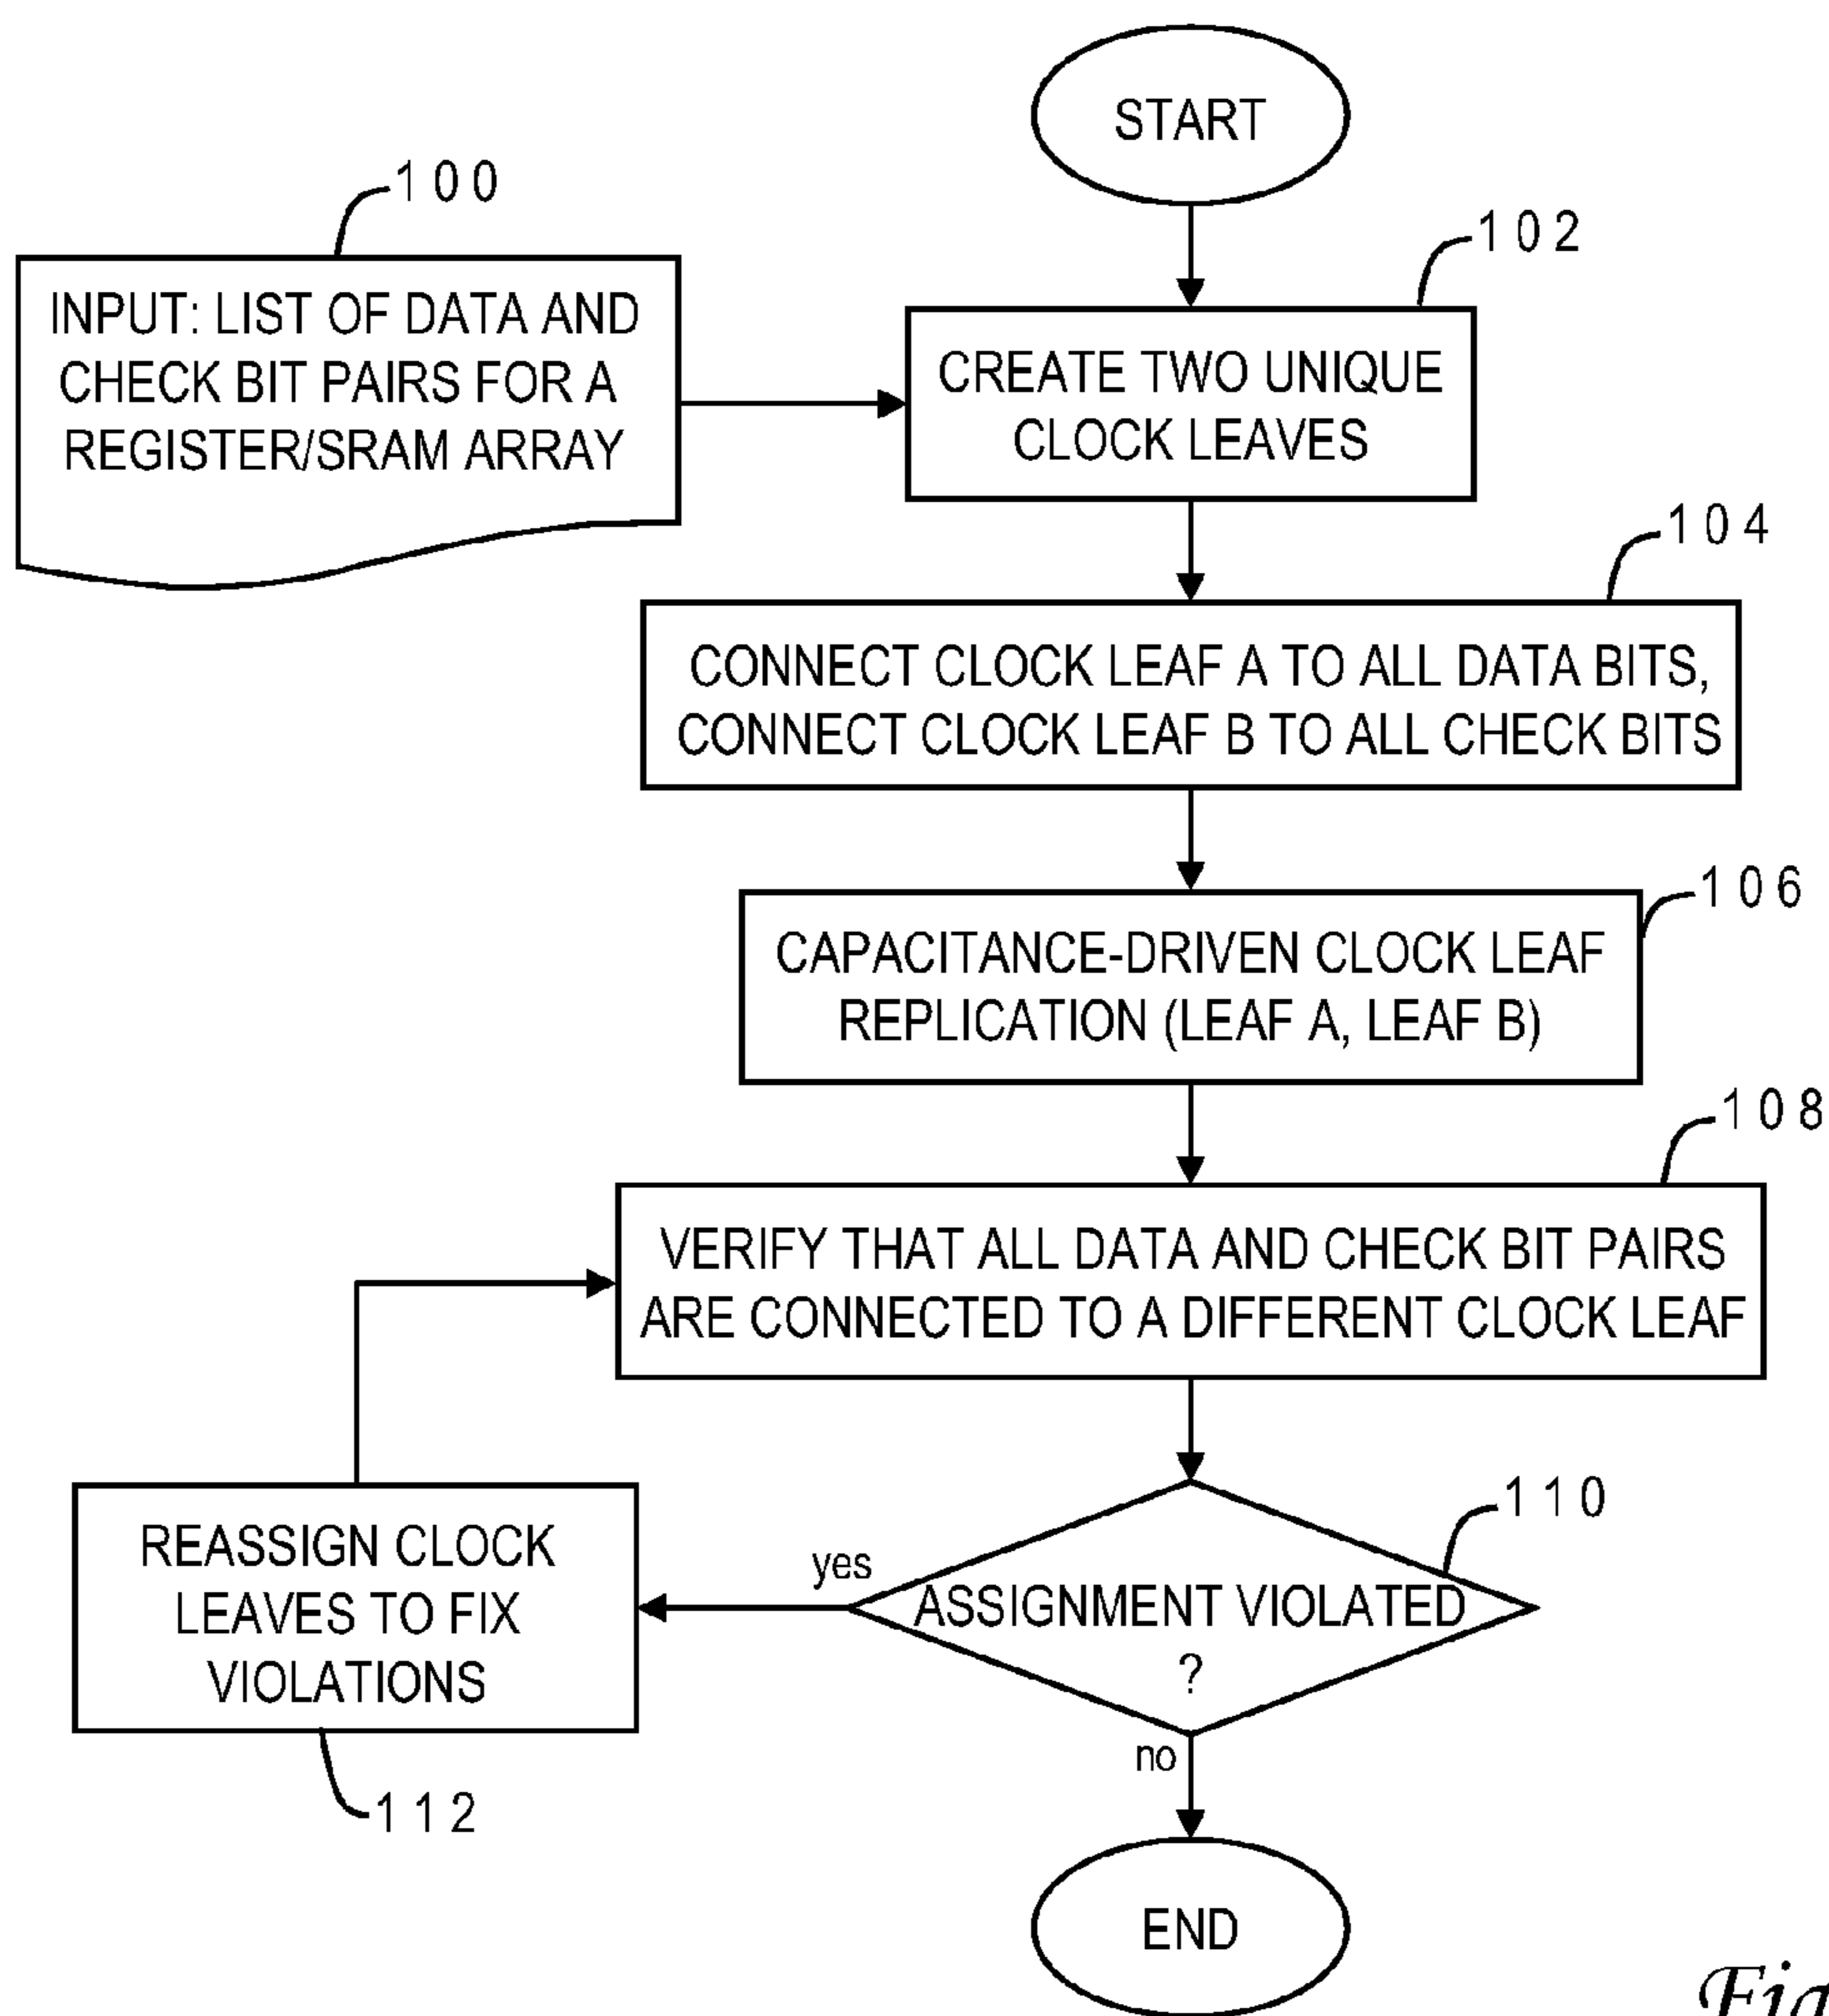 START
100
INPUT: LIST OF DATA AND
CHECK BIT PAIRS FOR A
REGISTER/SRAM ARRAY
102
CREATE TWO UNIQUE
CLOCK LEAVES
104
CONNECT CLOCK LEAF A TO ALL DATA BITS,
CONNECT CLOCK LEAF B TO ALL CHECK BITS
106
CAPACITANCE-DRIVEN CLOCK LEAF
REPLICATION (LEAF A, LEAF B)
108
VERIFY THAT ALL DATA AND CHECK BIT PAIRS
ARE CONNECTED TO A DIFFERENT CLOCK LEAF
110
ASSIGNMENT VIOLATED
?
yes
REASSIGN CLOCK
LEAVES TO FIX
VIOLATIONS
112
no
END
Fig